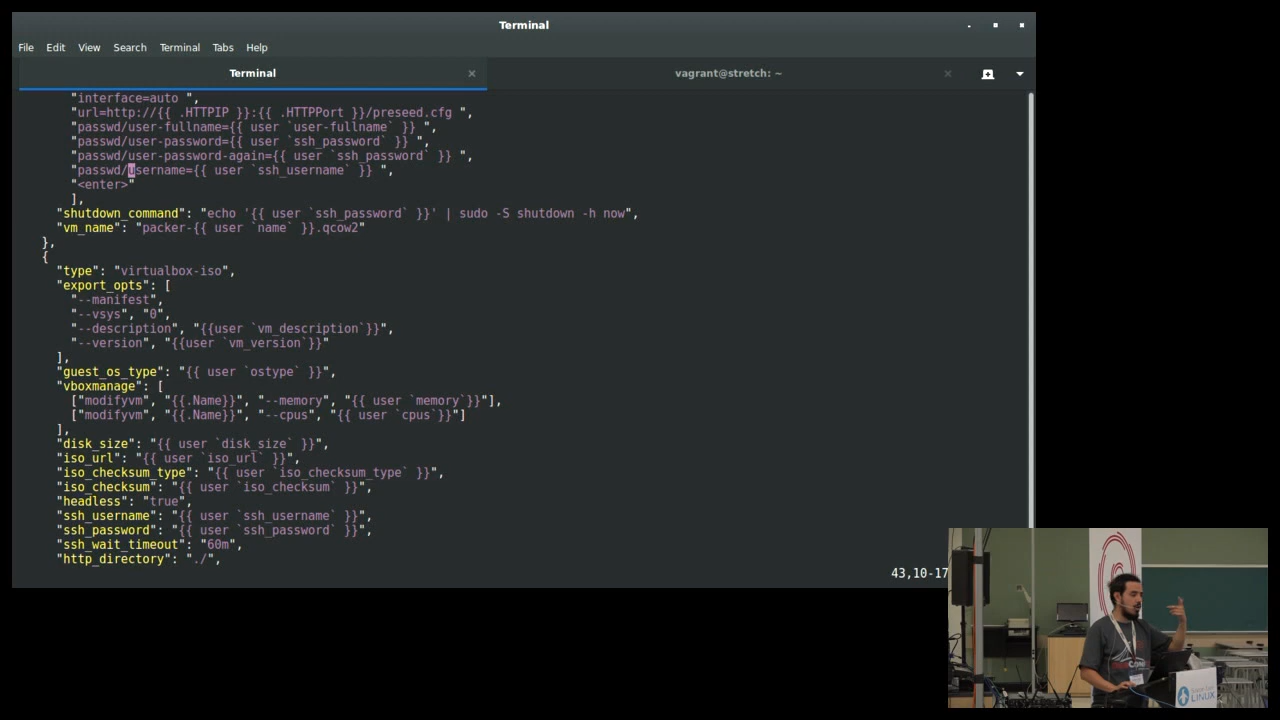 Terminal
File Edit View Search Terminal Tabs Help
Terminal
vagrant@stretch: ~
"interface=auto ",
"url=http://{{ .HTTPIP }}:{{ .HTTPPort }}/preseed.cfg ",
"passwd/user-fullname={{ user `user-fullname` }} ",
"passwd/user-password={{ user `ssh_password` }} ",
"passwd/user-password-again={{ user `ssh_password` }} ",
"passwd/username={{ user `ssh_username` }} ",
"<enter>"
],
"shutdown_command": "echo '{{ user `ssh_password` }}' | sudo -S shutdown -h now",
"vm_name": "packer-{{ user `name` }}.qcow2"
},
{
"type": "virtualbox-iso",
"export_opts": [
"--manifest",
"--vsys", "0",
"--description", "{{user `vm_description`}}",
"--version", "{{user `vm_version`}}"
],
"guest_os_type": "{{ user `ostype` }}",
"vboxmanage": [
["modifyvm", "{{.Name}}", "--memory", "{{ user `memory`}}"],
["modifyvm", "{{.Name}}", "--cpus", "{{ user `cpus`}}"]
],
"disk_size": "{{ user `disk_size` }}",
"iso_url": "{{ user `iso_url` }}",
"iso_checksum_type": "{{ user `iso_checksum_type` }}",
"iso_checksum": "{{ user `iso_checksum` }}",
"headless": "true",
"ssh_username": "{{ user `ssh_username` }}",
"ssh_password": "{{ user `ssh_password` }}",
"ssh_wait_timeout": "60m",
"http_directory": "./",
43,10-17
LINUX